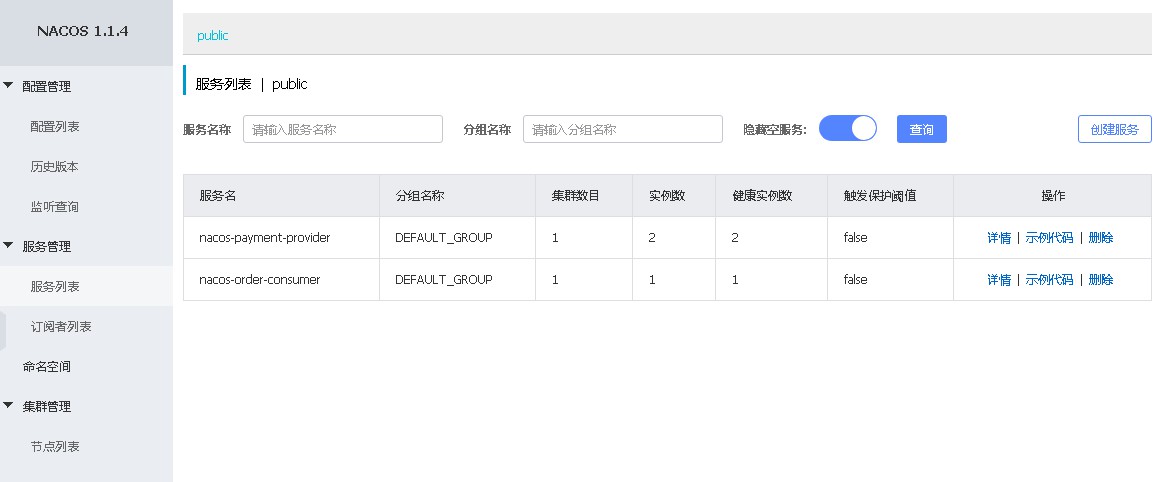 NACOS 1.1.4
配置管理
配置列表
历史版本
监听查询
服务管理
服务列表
订阅者列表
命名空间
集群管理
节点列表
public
服务列表 | public
服务名称 请输入服务名称 分组名称 请输入分组名称 隐藏空服务: 查询 创建服务
服务名 分组名称 集群数目 实例数 健康实例数 触发保护阈值 操作
nacos-payment-provider DEFAULT_GROUP 1 2 2 false 详情 | 示例代码 | 删除
nacos-order-consumer DEFAULT_GROUP 1 1 1 false 详情 | 示例代码 | 删除